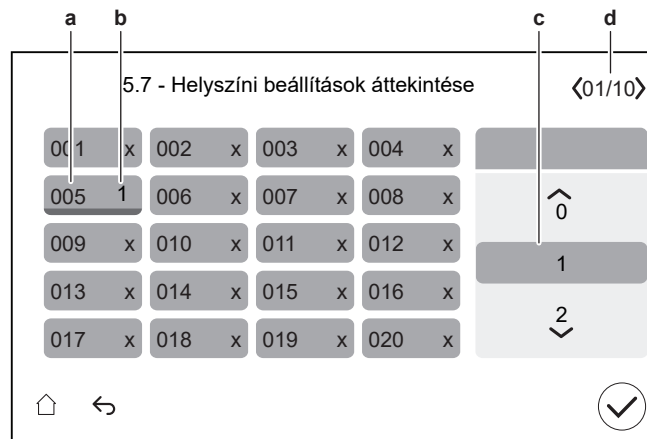 a b c d
5.7 - Helyszíni beállítások áttekintése 01/10
001 x 002 x 003 x 004 x
005 1 006 x 007 x 008 x
0
009 x 010 x 011 x 012 x
1
013 x 014 x 015 x 016 x
2
017 x 018 x 019 x 020 x